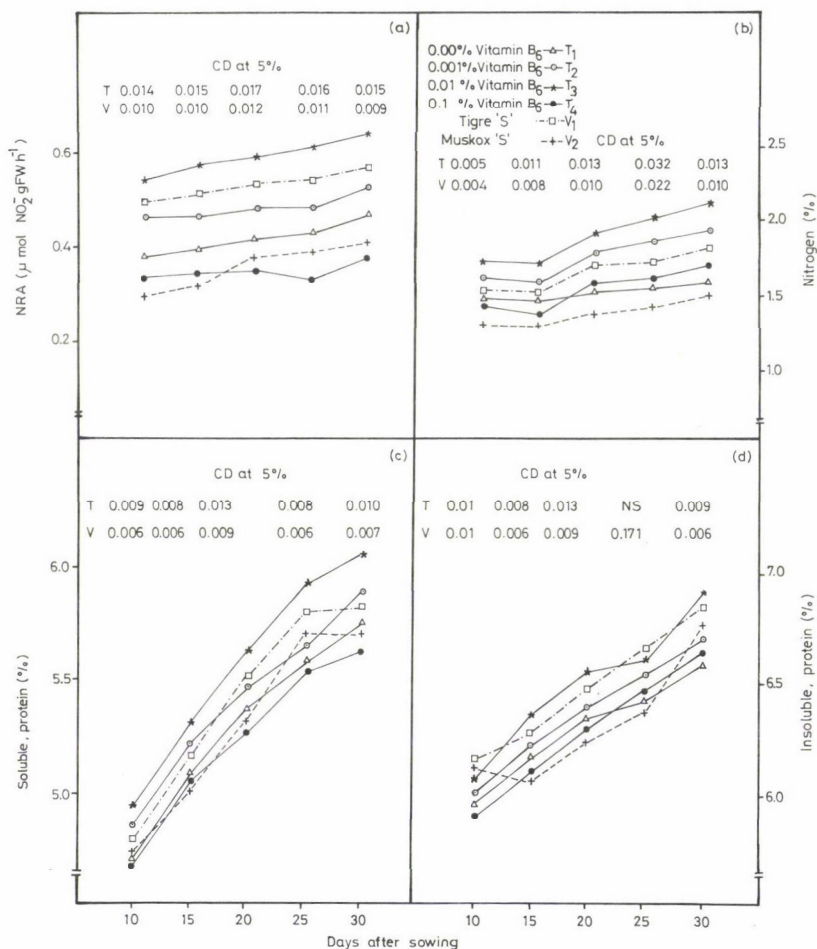 (a)
CD at 5%
T 0.014 0.015 0.017 0.016 0.015
V 0.010 0.010 0.012 0.011 0.009
0.6
0.4
0.2
NRA (μ mol NO₂⁻ gFW h⁻¹)
(b)
0.00% Vitamin B₆ T₁
0.001% Vitamin B₆ T₂
0.01 % Vitamin B₆ T₃
0.1 % Vitamin B₆ T₄
Tigre 'S' V₁
Muskox 'S' V₂ CD at 5%
T 0.005 0.011 0.013 0.032 0.013
V 0.004 0.008 0.010 0.022 0.010
2.5
2.0
1.5
1.0
Nitrogen (%)
(c)
CD at 5%
T 0.009 0.008 0.013 0.008 0.010
V 0.006 0.006 0.009 0.006 0.007
6.0
5.5
5.0
Soluble, protein (%)
(d)
CD at 5%
T 0.01 0.008 0.013 NS 0.009
V 0.01 0.006 0.009 0.171 0.006
7.0
6.5
6.0
Insoluble, protein (%)
10 15 20 25 30 10 15 20 25 30
Days after sowing